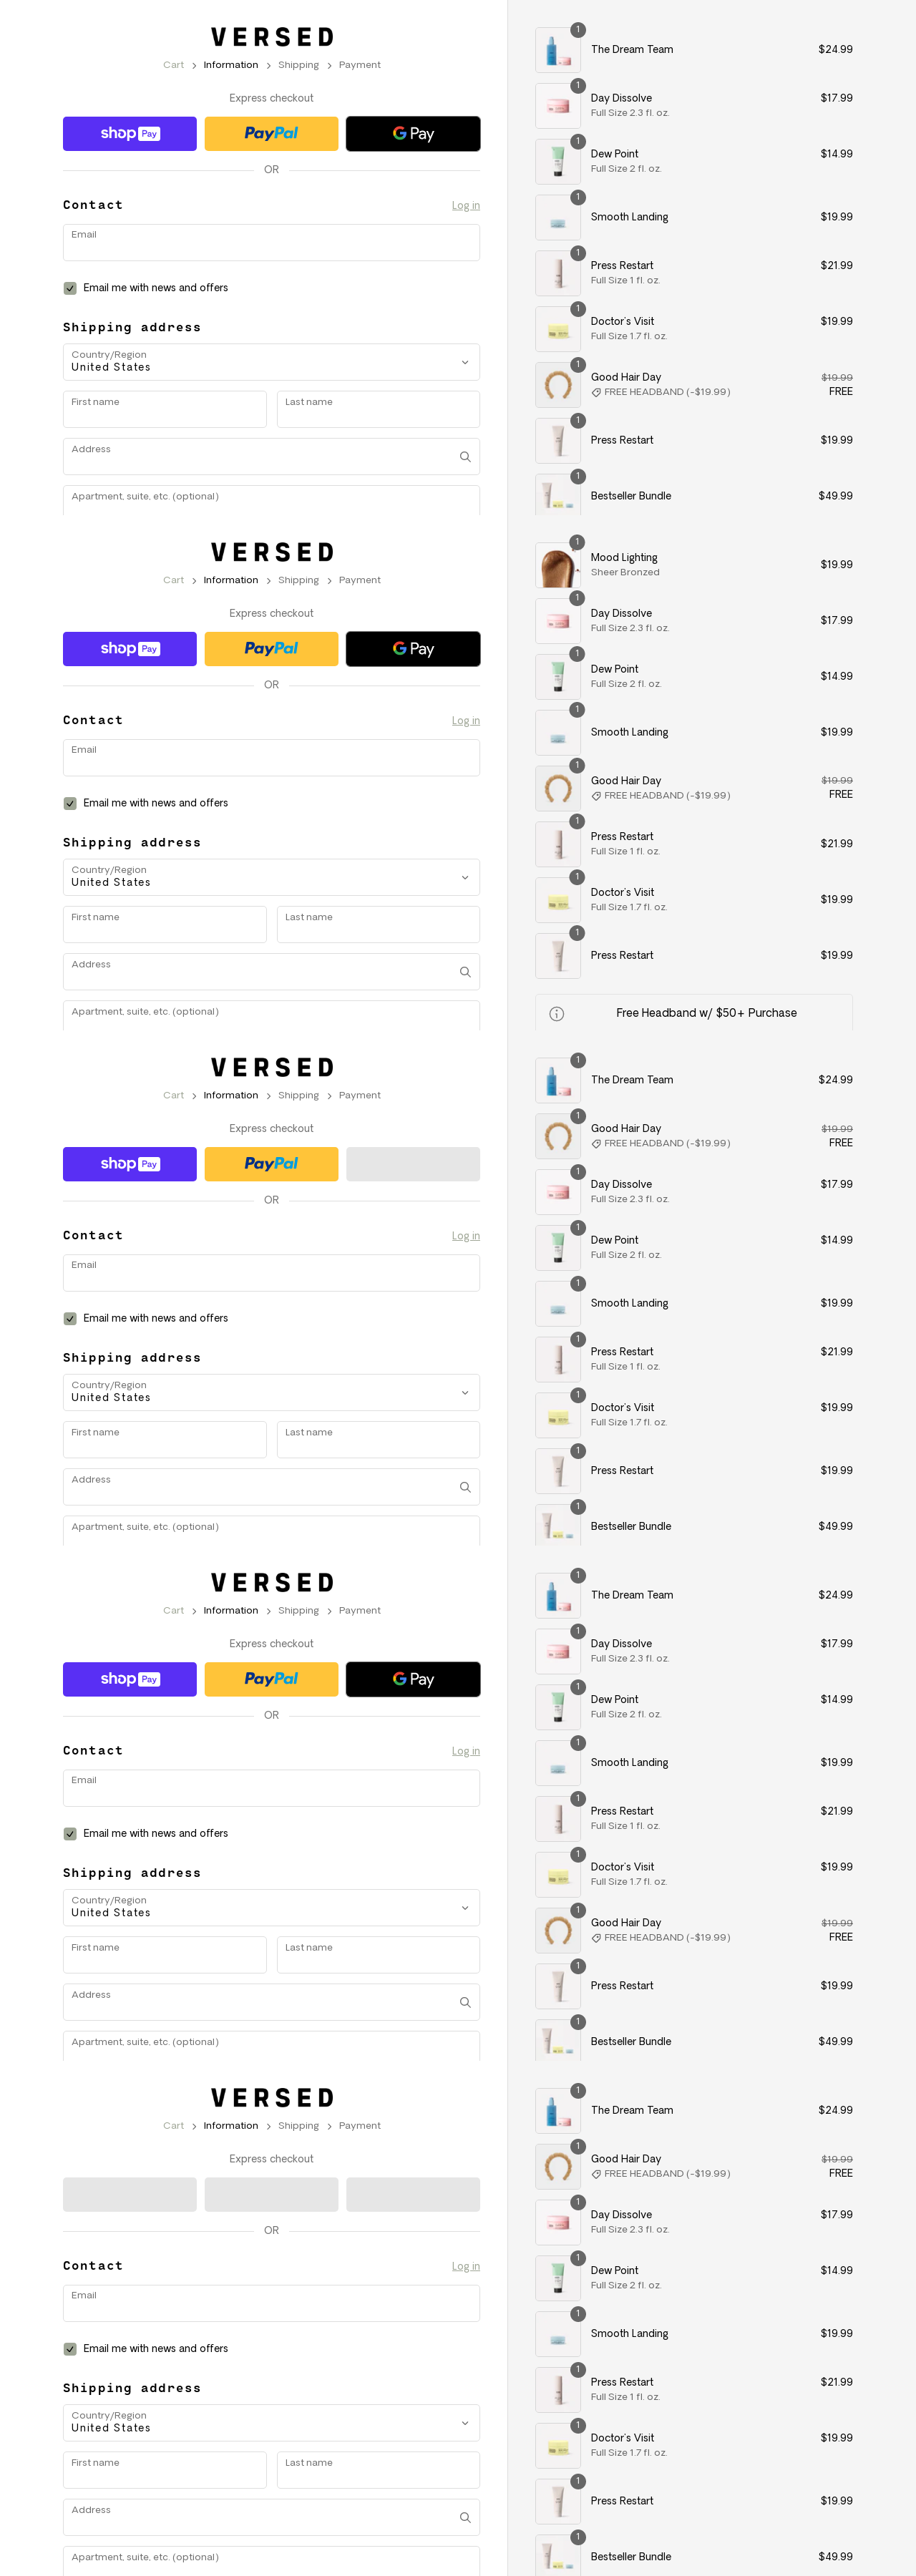 VERSED
Cart > Information > Shipping > Payment
Express checkout
shop Pay PayPal G Pay
OR
Contact Log in
Email
Email me with news and offers
Shipping address
Country/Region
United States
First name Last name
Address
Apartment, suite, etc. (optional)
1
The Dream Team $24.99
1
Day Dissolve $17.99
Full Size 2.3 fl. oz.
1
Dew Point $14.99
Full Size 2 fl. oz.
1
Smooth Landing $19.99
1
Press Restart $21.99
Full Size 1 fl. oz.
1
Doctor's Visit $19.99
Full Size 1.7 fl. oz.
1
Good Hair Day $19.99
FREE HEADBAND (-$19.99) FREE
1
Press Restart $19.99
1
Bestseller Bundle $49.99
VERSED
Cart > Information > Shipping > Payment
Express checkout
shop Pay PayPal G Pay
OR
Contact Log in
Email
Email me with news and offers
Shipping address
Country/Region
United States
First name Last name
Address
Apartment, suite, etc. (optional)
1
Mood Lighting $19.99
Sheer Bronzed
1
Day Dissolve $17.99
Full Size 2.3 fl. oz.
1
Dew Point $14.99
Full Size 2 fl. oz.
1
Smooth Landing $19.99
1
Good Hair Day $19.99
FREE HEADBAND (-$19.99) FREE
1
Press Restart $21.99
Full Size 1 fl. oz.
1
Doctor's Visit $19.99
Full Size 1.7 fl. oz.
1
Press Restart $19.99
Free Headband w/ $50+ Purchase
VERSED
Cart > Information > Shipping > Payment
Express checkout
shop Pay PayPal
OR
Contact Log in
Email
Email me with news and offers
Shipping address
Country/Region
United States
First name Last name
Address
Apartment, suite, etc. (optional)
1
The Dream Team $24.99
1
Good Hair Day $19.99
FREE HEADBAND (-$19.99) FREE
1
Day Dissolve $17.99
Full Size 2.3 fl. oz.
1
Dew Point $14.99
Full Size 2 fl. oz.
1
Smooth Landing $19.99
1
Press Restart $21.99
Full Size 1 fl. oz.
1
Doctor's Visit $19.99
Full Size 1.7 fl. oz.
1
Press Restart $19.99
1
Bestseller Bundle $49.99
VERSED
Cart > Information > Shipping > Payment
Express checkout
shop Pay PayPal G Pay
OR
Contact Log in
Email
Email me with news and offers
Shipping address
Country/Region
United States
First name Last name
Address
Apartment, suite, etc. (optional)
1
The Dream Team $24.99
1
Day Dissolve $17.99
Full Size 2.3 fl. oz.
1
Dew Point $14.99
Full Size 2 fl. oz.
1
Smooth Landing $19.99
1
Press Restart $21.99
Full Size 1 fl. oz.
1
Doctor's Visit $19.99
Full Size 1.7 fl. oz.
1
Good Hair Day $19.99
FREE HEADBAND (-$19.99) FREE
1
Press Restart $19.99
1
Bestseller Bundle $49.99
VERSED
Cart > Information > Shipping > Payment
Express checkout
OR
Contact Log in
Email
Email me with news and offers
Shipping address
Country/Region
United States
First name Last name
Address
Apartment, suite, etc. (optional)
1
The Dream Team $24.99
1
Good Hair Day $19.99
FREE HEADBAND (-$19.99) FREE
1
Day Dissolve $17.99
Full Size 2.3 fl. oz.
1
Dew Point $14.99
Full Size 2 fl. oz.
1
Smooth Landing $19.99
1
Press Restart $21.99
Full Size 1 fl. oz.
1
Doctor's Visit $19.99
Full Size 1.7 fl. oz.
1
Press Restart $19.99
1
Bestseller Bundle $49.99